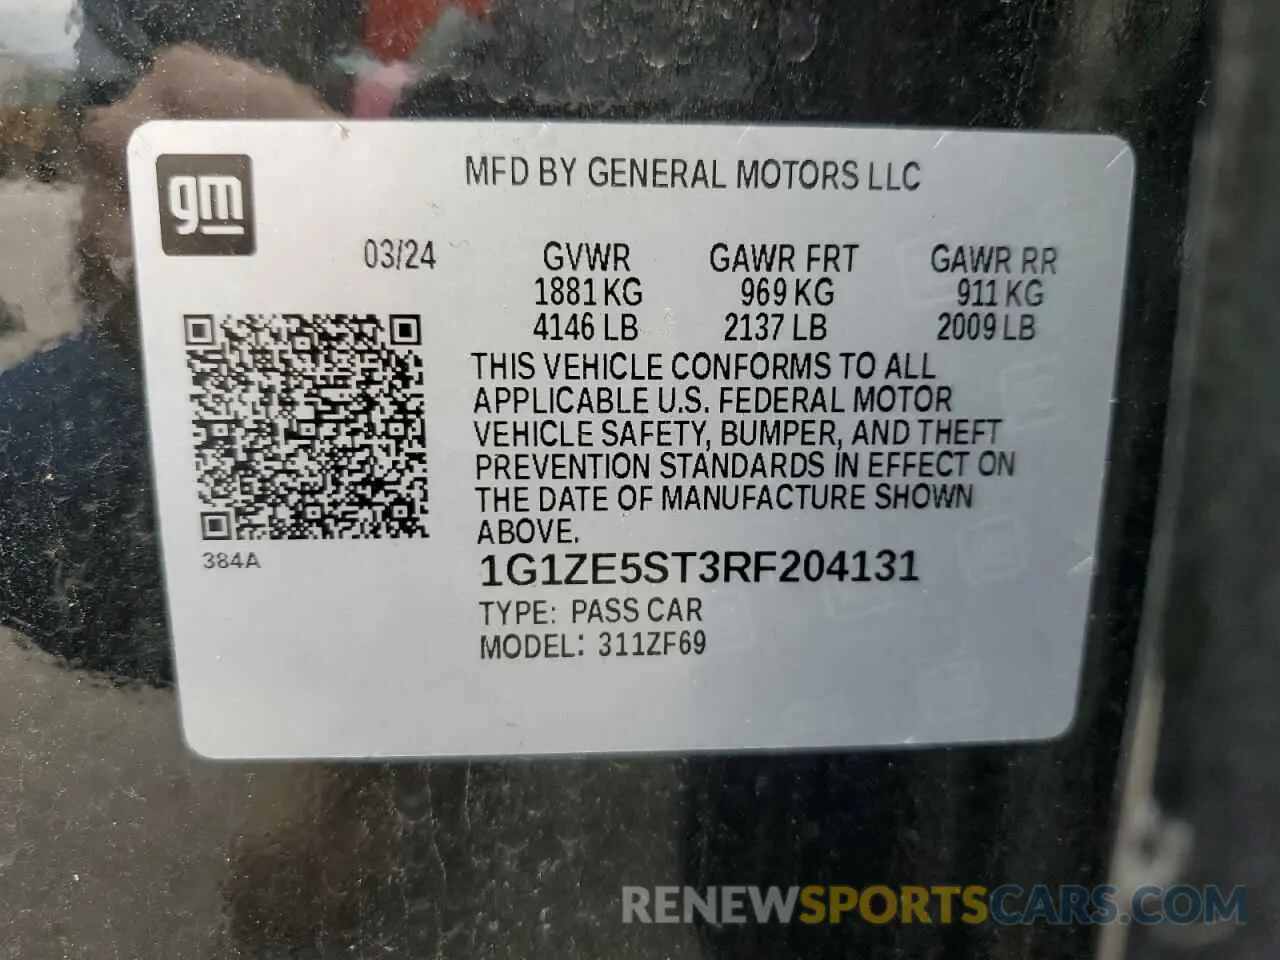 gm
MFD BY GENERAL MOTORS LLC
03/24 GVWR GAWR FRT GAWR RR
1881 KG 969 KG 911 KG
4146 LB 2137 LB 2009 LB
THIS VEHICLE CONFORMS TO ALL
APPLICABLE U.S. FEDERAL MOTOR
VEHICLE SAFETY, BUMPER, AND THEFT
PREVENTION STANDARDS IN EFFECT ON
THE DATE OF MANUFACTURE SHOWN
ABOVE.
384A
1G1ZE5ST3RF204131
TYPE: PASS CAR
MODEL: 311ZF69
RENEWSPORTSCARS.COM